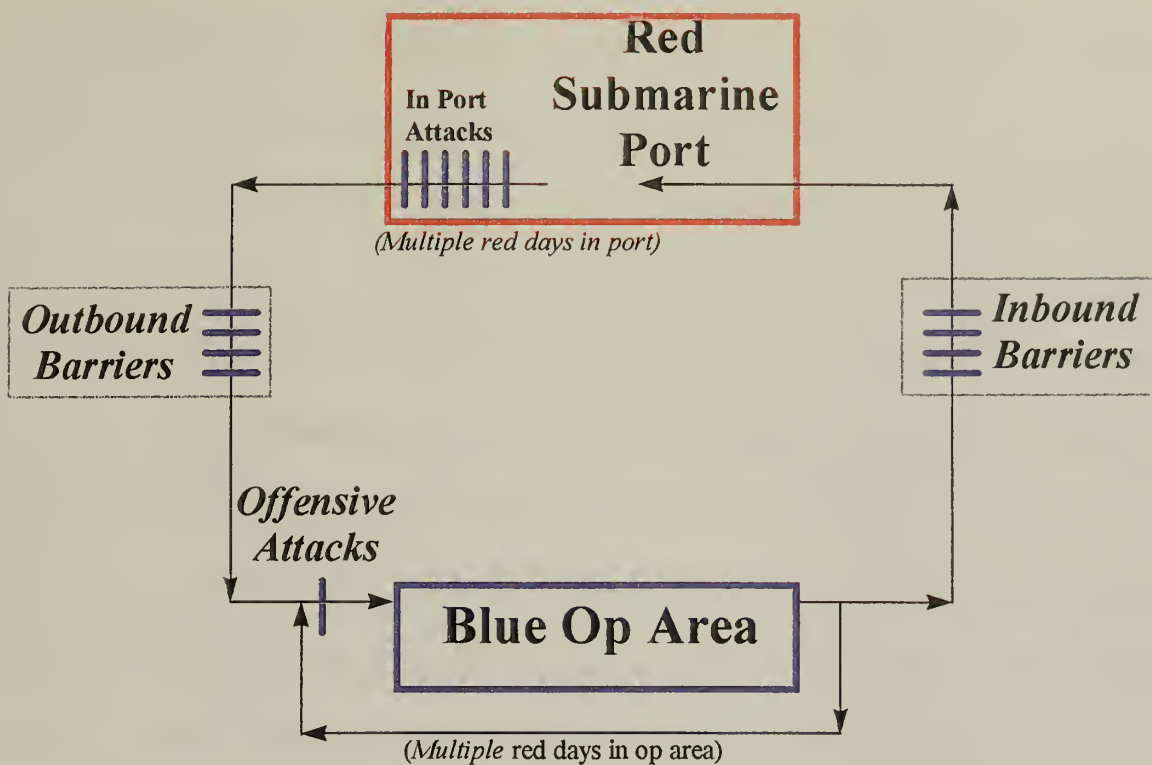 Red
Submarine
Port
In Port
Attacks
(Multiple red days in port)
Outbound
Barriers
Inbound
Barriers
Offensive
Attacks
Blue Op Area
(Multiple red days in op area)